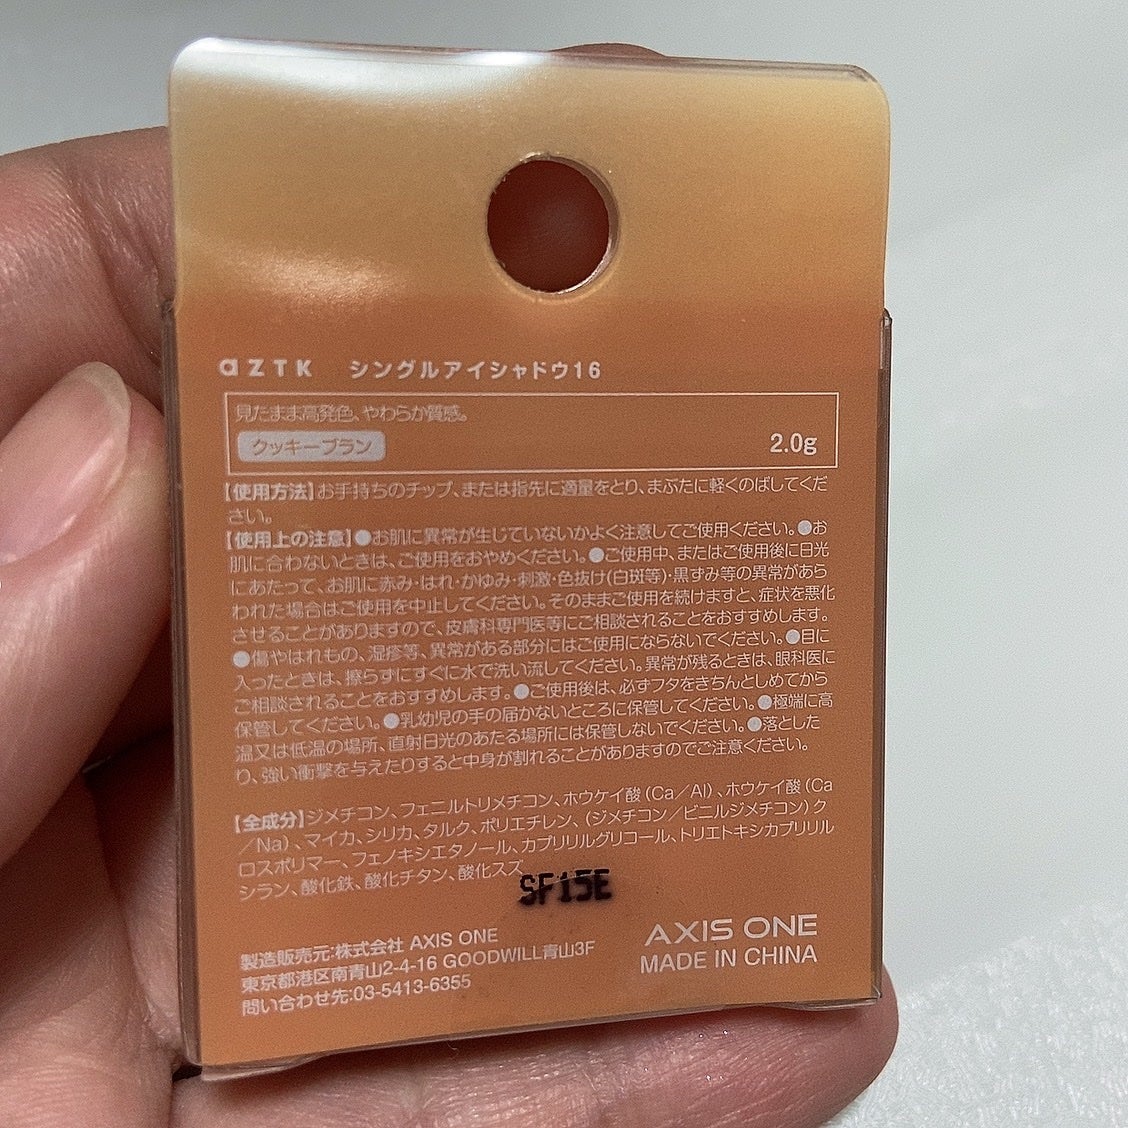 aZTK シングルアイシャドウ16
見たまま高発色、やわらか質感。
クッキーブラン 2.0g
【使用方法】お手持ちのチップ、または指先に適量をとり、まぶたに軽くのばしてくだ
さい。
【使用上の注意】●お肌に異常が生じていないかよく注意してご使用ください。●お
肌に合わないときは、ご使用をおやめください。●ご使用中、またはご使用後に日光
にあたって、お肌に赤み・はれ・かゆみ・刺激・色抜け(白斑等)・黒ずみ等の異常があら
われた場合はご使用を中止してください。そのままご使用を続けますと、症状を悪化
させることがありますので、皮膚科専門医等にご相談されることをおすすめします。
●傷やはれもの、湿疹等、異常がある部分にはご使用にならないでください。●目に
入ったときは、擦らずにすぐに水で洗い流してください。異常が残るときは、眼科医に
ご相談されることをおすすめします。●ご使用後は、必ずフタをきちんとしめてから
保管してください。●乳幼児の手の届かないところに保管してください。●極端に高
温又は低温の場所、直射日光のあたる場所には保管しないでください。●落とした
り、強い衝撃を与えたりすると中身が割れることがありますのでご注意ください。
【全成分】ジメチコン、フェニルトリメチコン、ホウケイ酸(Ca/Al)、ホウケイ酸(Ca
/Na)、マイカ、シリカ、タルク、ポリエチレン、(ジメチコン/ビニルジメチコン)ク
ロスポリマー、フェノキシエタノール、カプリリルグリコール、トリエトキシカプリリル
シラン、酸化鉄、酸化チタン、酸化スズ
SF15E
製造販売元:株式会社 AXIS ONE
東京都港区南青山2-4-16 GOODWILL青山3F
問い合わせ先:03-5413-6355
AXIS ONE
MADE IN CHINA